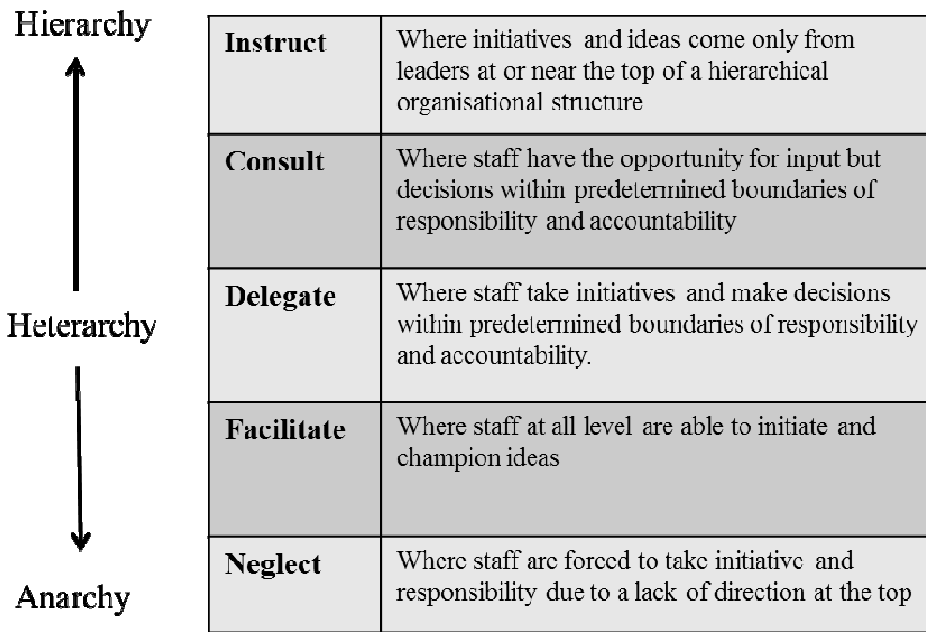 Hierarchy
Heterarchy
Anarchy
Instruct
Where initiatives and ideas come only from
leaders at or near the top of a hierarchical
organisational structure
Consult
Where staff have the opportunity for input but
decisions within predetermined boundaries of
responsibility and accountability
Delegate
Where staff take initiatives and make decisions
within predetermined boundaries of responsibility
and accountability.
Facilitate
Where staff at all level are able to initiate and
champion ideas
Neglect
Where staff are forced to take initiative and
responsibility due to a lack of direction at the top